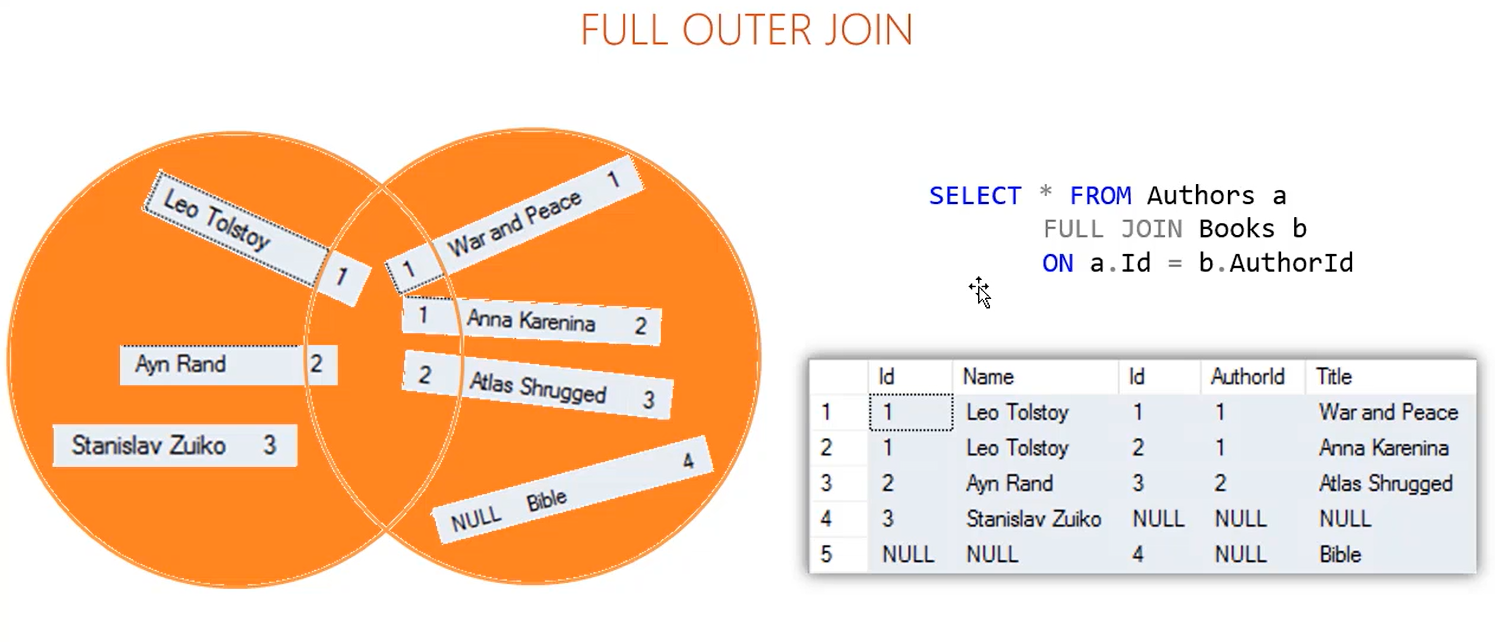 FULL OUTER JOIN
Leo Tolstoy 1
Ayn Rand 2
Stanislav Zuiko 3
1 War and Peace 1
1 Anna Karenina 2
2 Atlas Shrugged 3
NULL Bible 4
SELECT * FROM Authors a
FULL JOIN Books b
ON a.Id = b.AuthorId
Id Name Id AuthorId Title
1 1 Leo Tolstoy 1 1 War and Peace
2 1 Leo Tolstoy 2 1 Anna Karenina
3 2 Ayn Rand 3 2 Atlas Shrugged
4 3 Stanislav Zuiko NULL NULL NULL
5 NULL NULL 4 NULL Bible